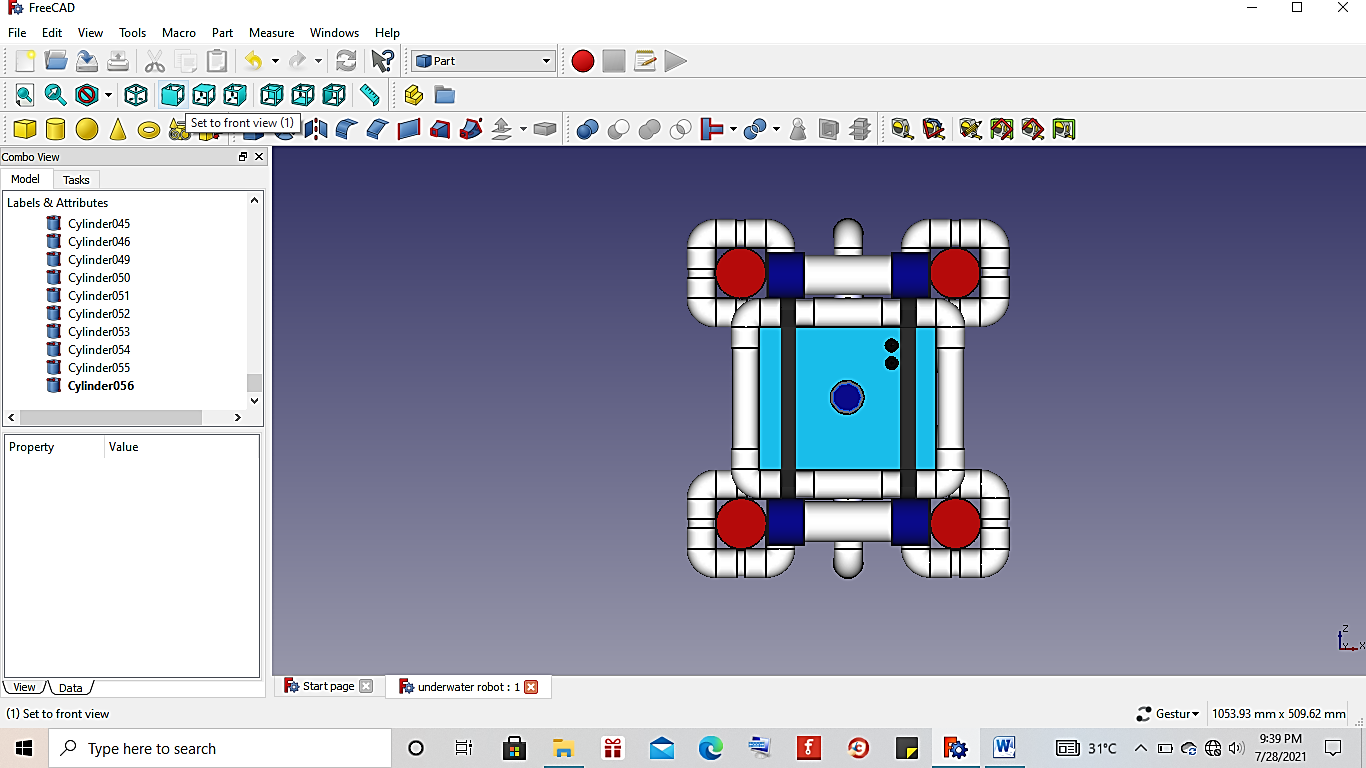 FreeCAD
File Edit View Tools Macro Part Measure Windows Help
Part
Set to front view (1)
Combo View
Model Tasks
Labels & Attributes
Cylinder045
Cylinder046
Cylinder049
Cylinder050
Cylinder051
Cylinder052
Cylinder053
Cylinder054
Cylinder055
Cylinder056
Property Value
Z
X
View Data
Start page
underwater robot : 1
(1) Set to front view
Gestur
1053.93 mm x 509.62 mm
Type here to search
31°C
9:39 PM
7/28/2021